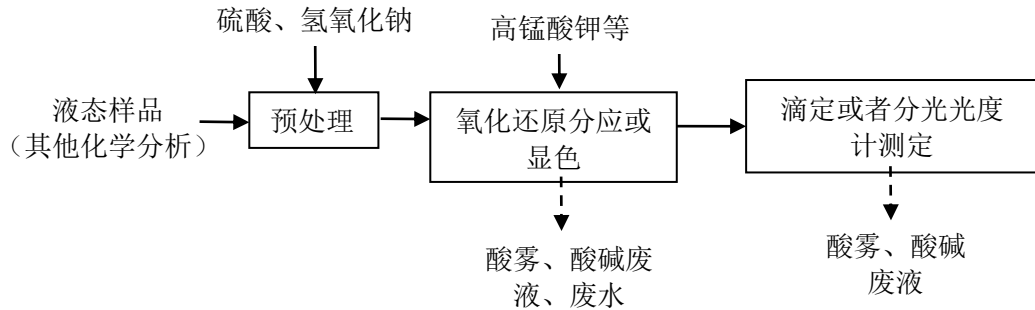 硫酸、氢氧化钠
高锰酸钾等
液态样品
（其他化学分析）
预处理
氧化还原分应或
显色
滴定或者分光光度
计测定
酸雾、酸碱废
液、废水
酸雾、酸碱
废液